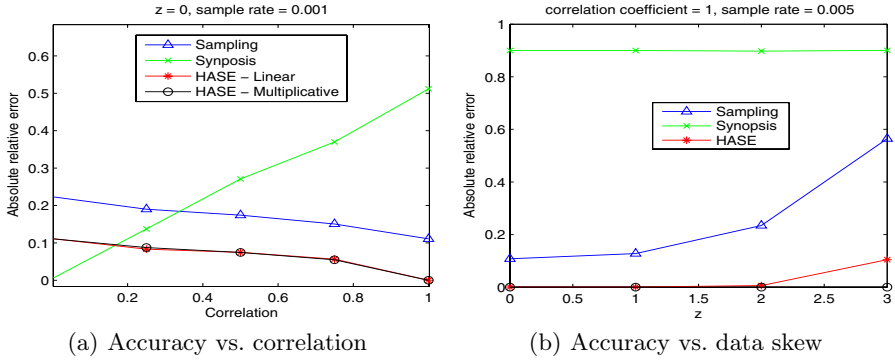 z = 0, sample rate = 0.001
Absolute relative error
0.6
0.5
0.4
0.3
0.2
0.1
0
Sampling
Synposis
HASE − Linear
HASE − Multiplicative
0.2
0.4
0.6
0.8
1
Correlation
(a) Accuracy vs. correlation
correlation coefficient = 1, sample rate = 0.005
Absolute relative error
1
0.8
0.6
0.4
0.2
0
Sampling
Synopsis
HASE
0
0.5
1
1.5
2
2.5
3
z
(b) Accuracy vs. data skew